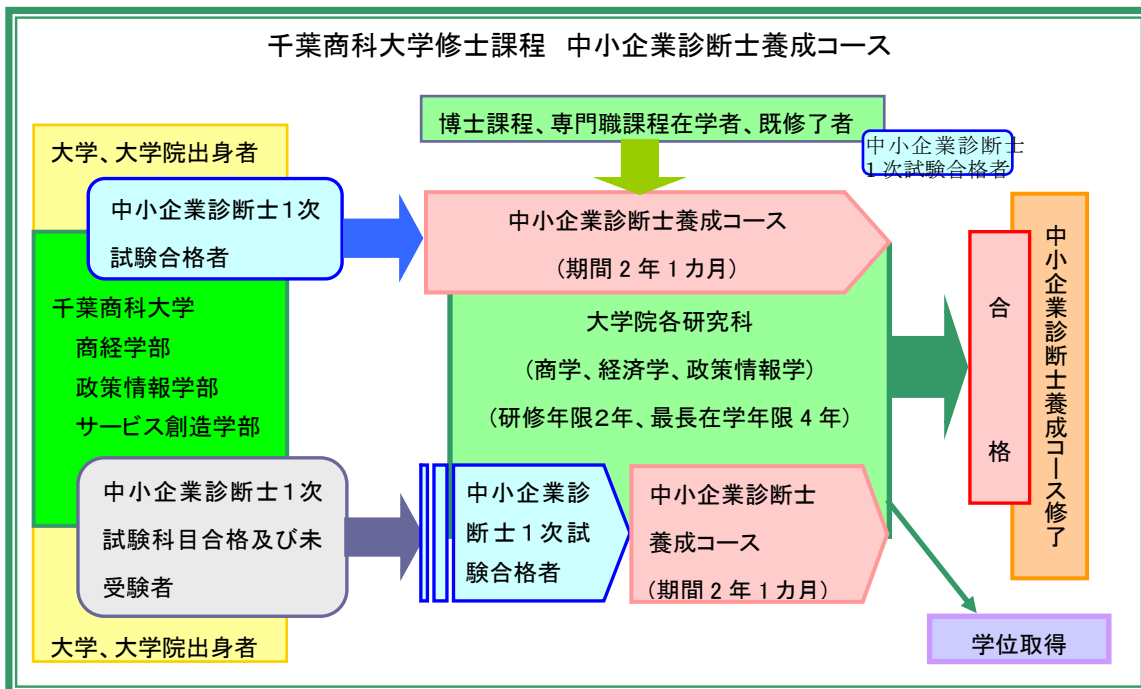 千葉商科大学修士課程　中小企業診断士養成コース
博士課程、専門職課程在学者、既修了者
中小企業診断士
1次試験合格者
大学、大学院出身者
中小企業診断士１次
試験合格者
中小企業診断士養成コース
(期間２年１カ月)
千葉商科大学
商経学部
政策情報学部
サービス創造学部
大学院各研究科
(商学、経済学、政策情報学)
(研修年限２年、最長在学年限４年)
合格
中小企業診断士養成コース修了
中小企業診断士１次
試験科目合格及び未
受験者
中小企業診
断士１次試
験合格者
中小企業診断士
養成コース
(期間２年１カ月)
大学、大学院出身者
学位取得